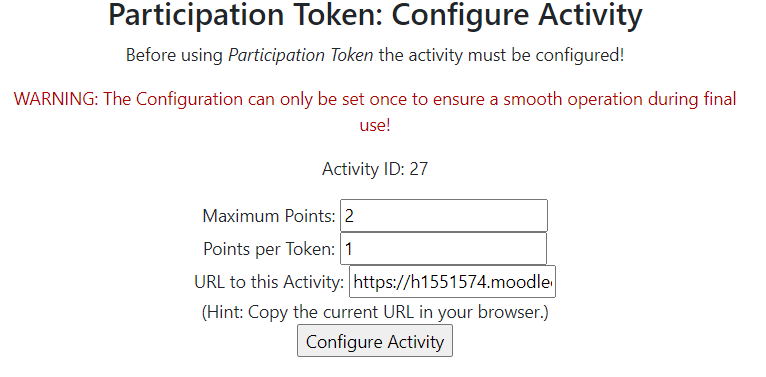 Participation Token: Configure Activity
Before using Participation Token the activity must be configured!
WARNING: The Configuration can only be set once to ensure a smooth operation during final
use!
Activity ID: 27
Maximum Points: 2
Points per Token: 1
URL to this Activity: https://h1551574.moodle
(Hint: Copy the current URL in your browser.)
Configure Activity